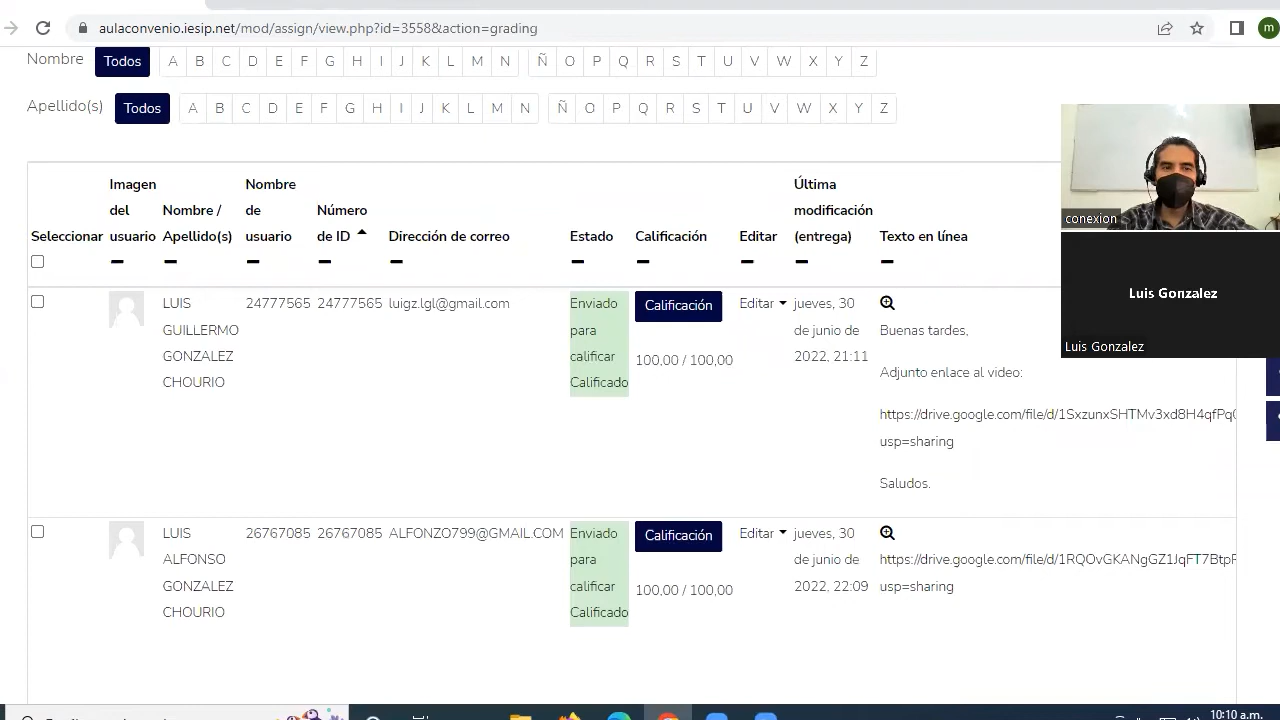 aulaconvenio.iesip.net/mod/assign/view.php?id=3558&action=grading
m
Nombre Todos A B C D E F G H I J K L M N Ñ O P Q R S T U V W X Y Z
Apellido(s) Todos A B C D E F G H I J K L M N Ñ O P Q R S T U V W X Y Z
Imagen Nombre Última
del Nombre / de Número modificación
Seleccionar usuario Apellido(s) usuario de ID Dirección de correo Estado Calificación Editar (entrega) Texto en línea
conexion
Luis Gonzalez
Luis Gonzalez
LUIS 24777565 24777565 luigz.lgl@gmail.com Enviado Calificación Editar jueves, 30
GUILLERMO para de junio de Buenas tardes,
GONZALEZ calificar 100,00 / 100,00 2022, 21:11
CHOURIO Calificado Adjunto enlace al video:
https://drive.google.com/file/d/1SxzunxSHTMv3xd8H4qfPq
usp=sharing
Saludos.
LUIS 26767085 26767085 ALFONZO799@GMAIL.COM Enviado Calificación Editar jueves, 30
ALFONSO para de junio de https://drive.google.com/file/d/1RQOvGKANgGZ1JqFT7Btp
GONZALEZ calificar 100,00 / 100,00 2022, 22:09 usp=sharing
CHOURIO Calificado
10:10 a.m.